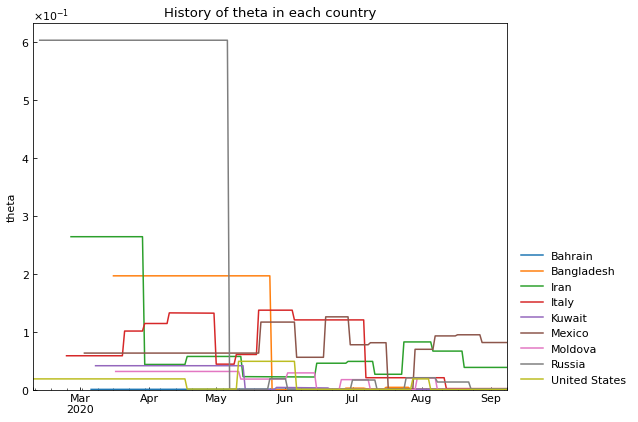 History of theta in each country
×10⁻¹
6
5
4
3
2
1
0
theta
Mar
2020
Apr
May
Jun
Jul
Aug
Sep
Bahrain
Bangladesh
Iran
Italy
Kuwait
Mexico
Moldova
Russia
United States